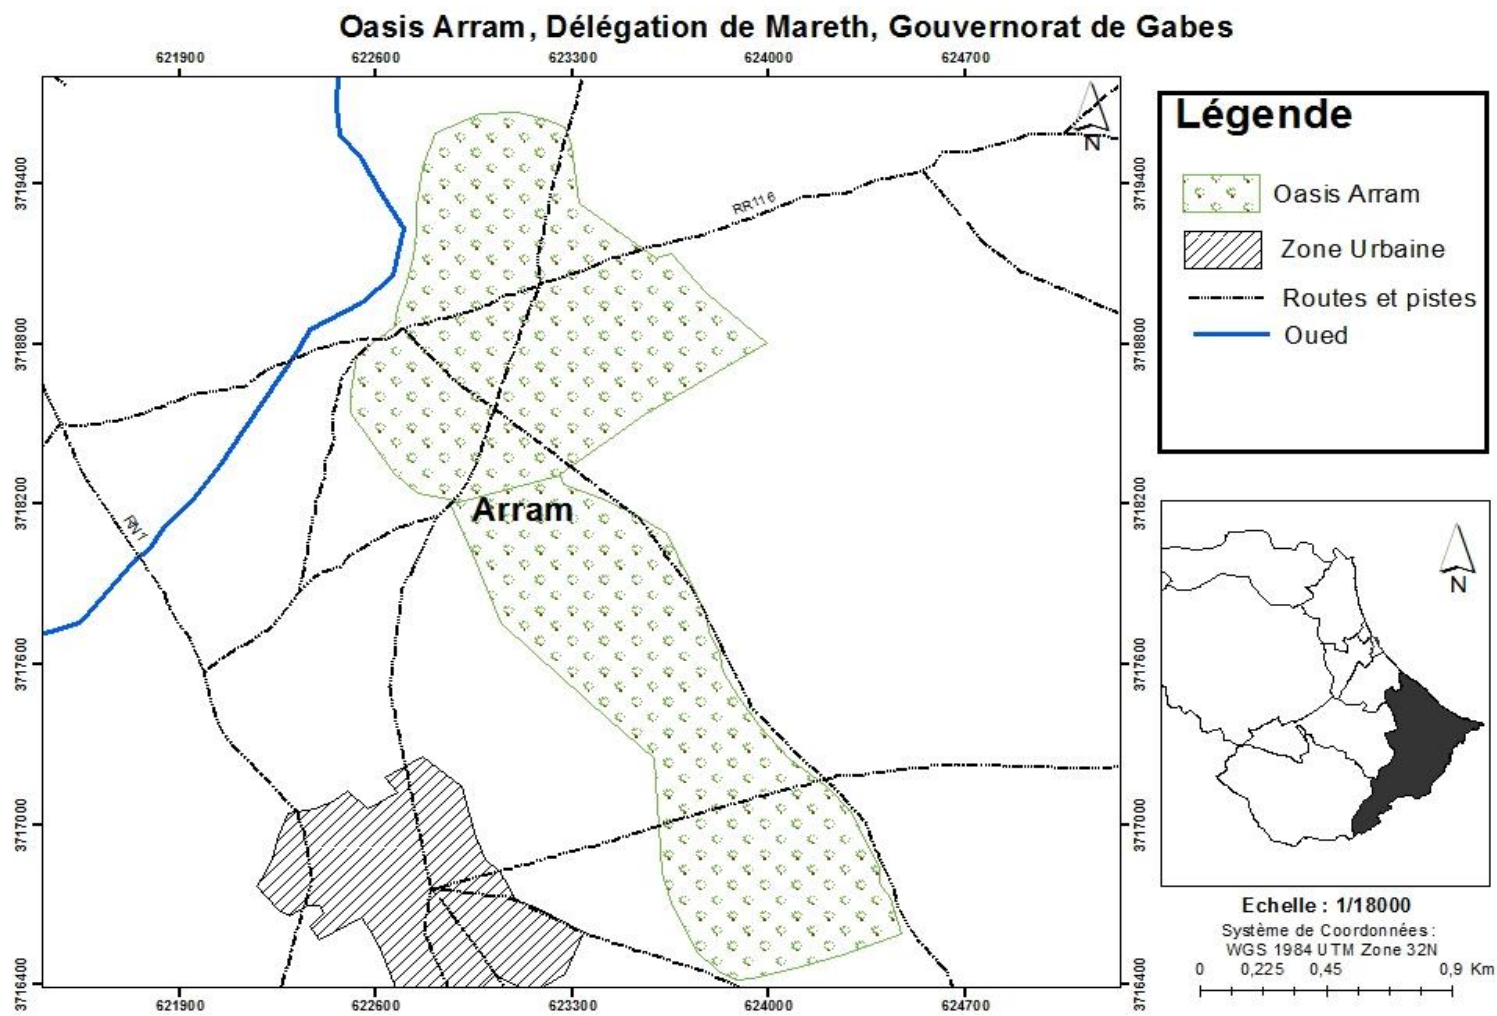 Oasis Arram, Délégation de Mareth, Gouvernorat de Gabes
621900 622600 623300 624000 624700
3719400 3719400
3718800 3718800
3718200 3718200
3717600 3717600
3717000 3717000
3716400 3716400
N
RR116
RN1
Arram
621900 622600 623300 624000 624700
Légende
Oasis Arram
Zone Urbaine
Routes et pistes
Oued
N
Echelle : 1/18000
Système de Coordonnées :
WGS 1984 UTM Zone 32N
0 0,225 0,45 0,9 Km